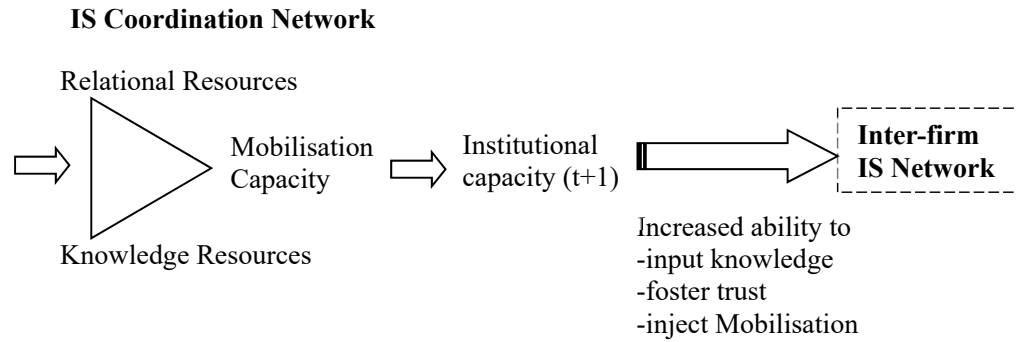 IS Coordination Network
Relational Resources
Mobilisation
Capacity
Knowledge Resources
Institutional
capacity (t+1)
Inter-firm
IS Network
Increased ability to
-input knowledge
-foster trust
-inject Mobilisation